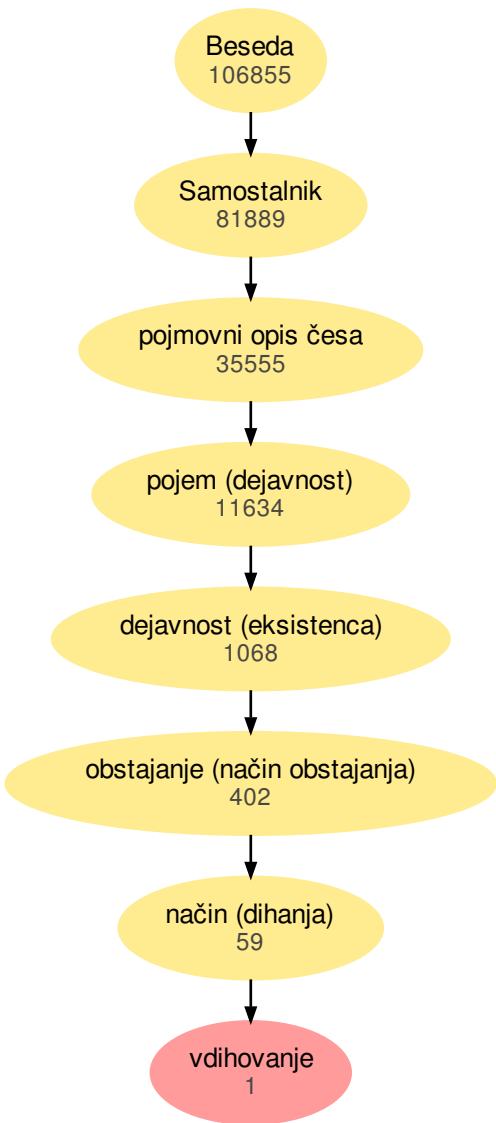 Beseda
106855
Samostalnik
81889
pojmovni opis česa
35555
pojem (dejavnost)
11634
dejavnost (eksistenca)
1068
obstajanje (način obstajanja)
402
način (dihanja)
59
vdihovanje
1